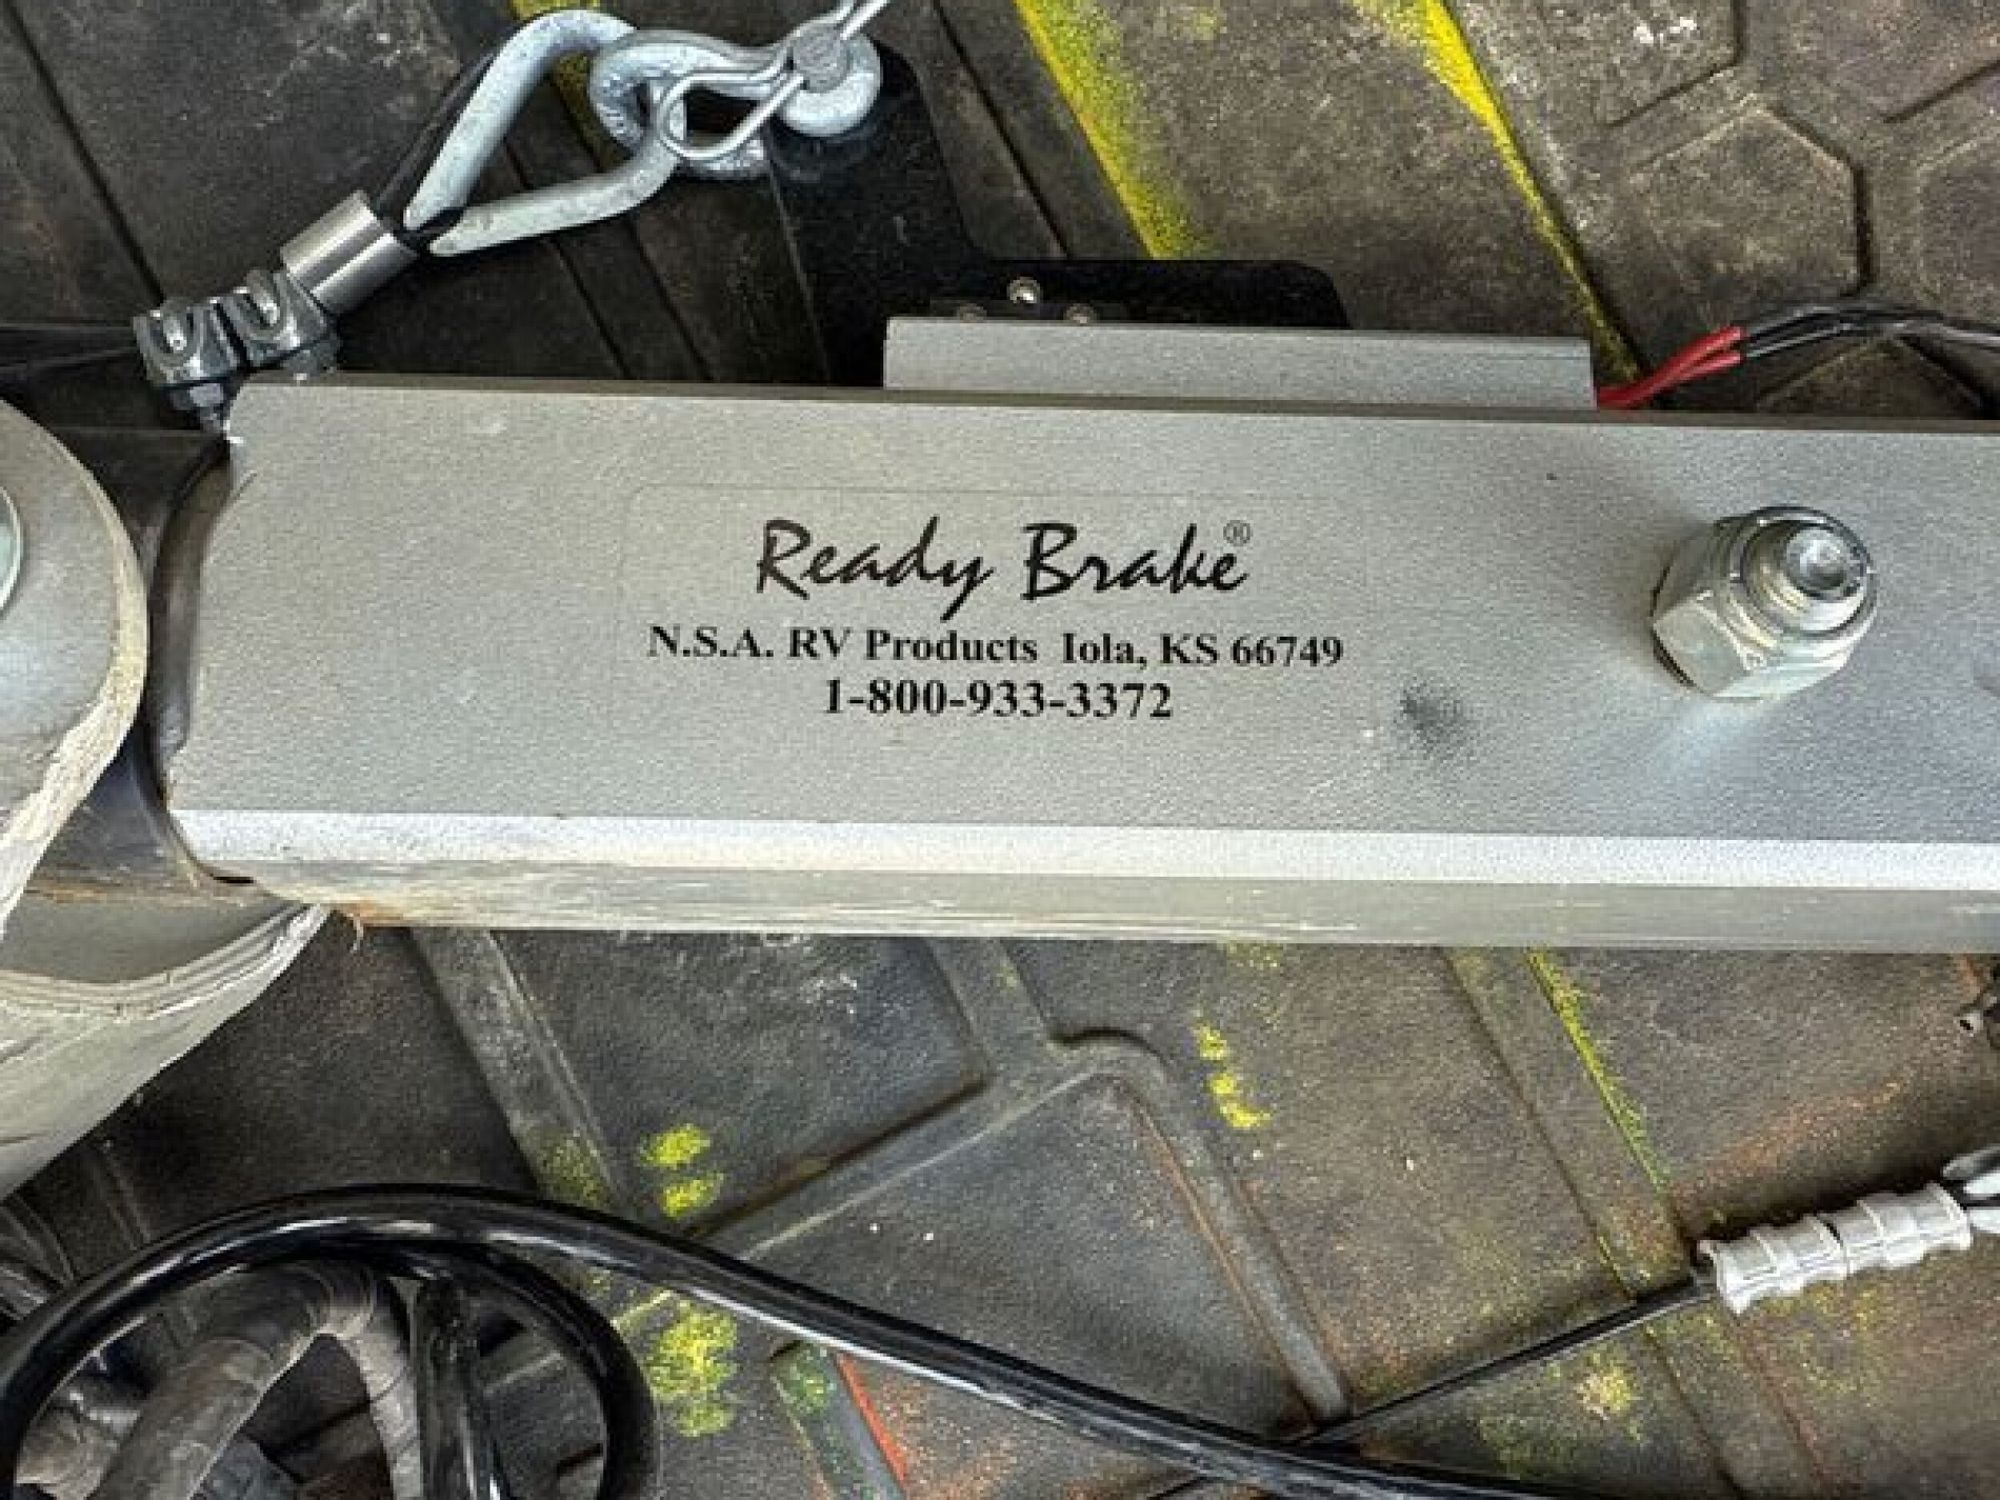 Ready Brake®
N.S.A. RV Products Iola, KS 66749
1-800-933-3372